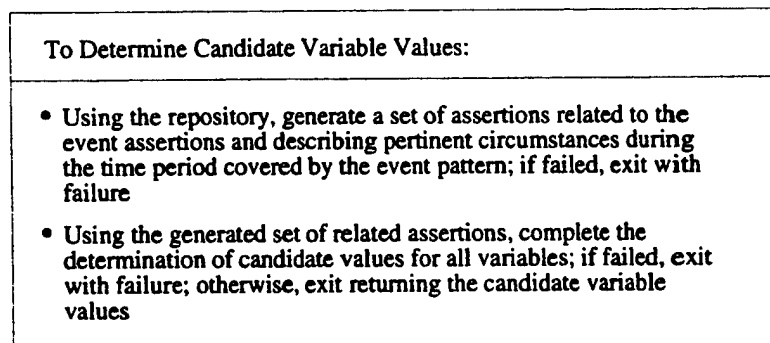 To Determine Candidate Variable Values:
• Using the repository, generate a set of assertions related to the
event assertions and describing pertinent circumstances during
the time period covered by the event pattern; if failed, exit with
failure
• Using the generated set of related assertions, complete the
determination of candidate values for all variables; if failed, exit
with failure; otherwise, exit returning the candidate variable
values